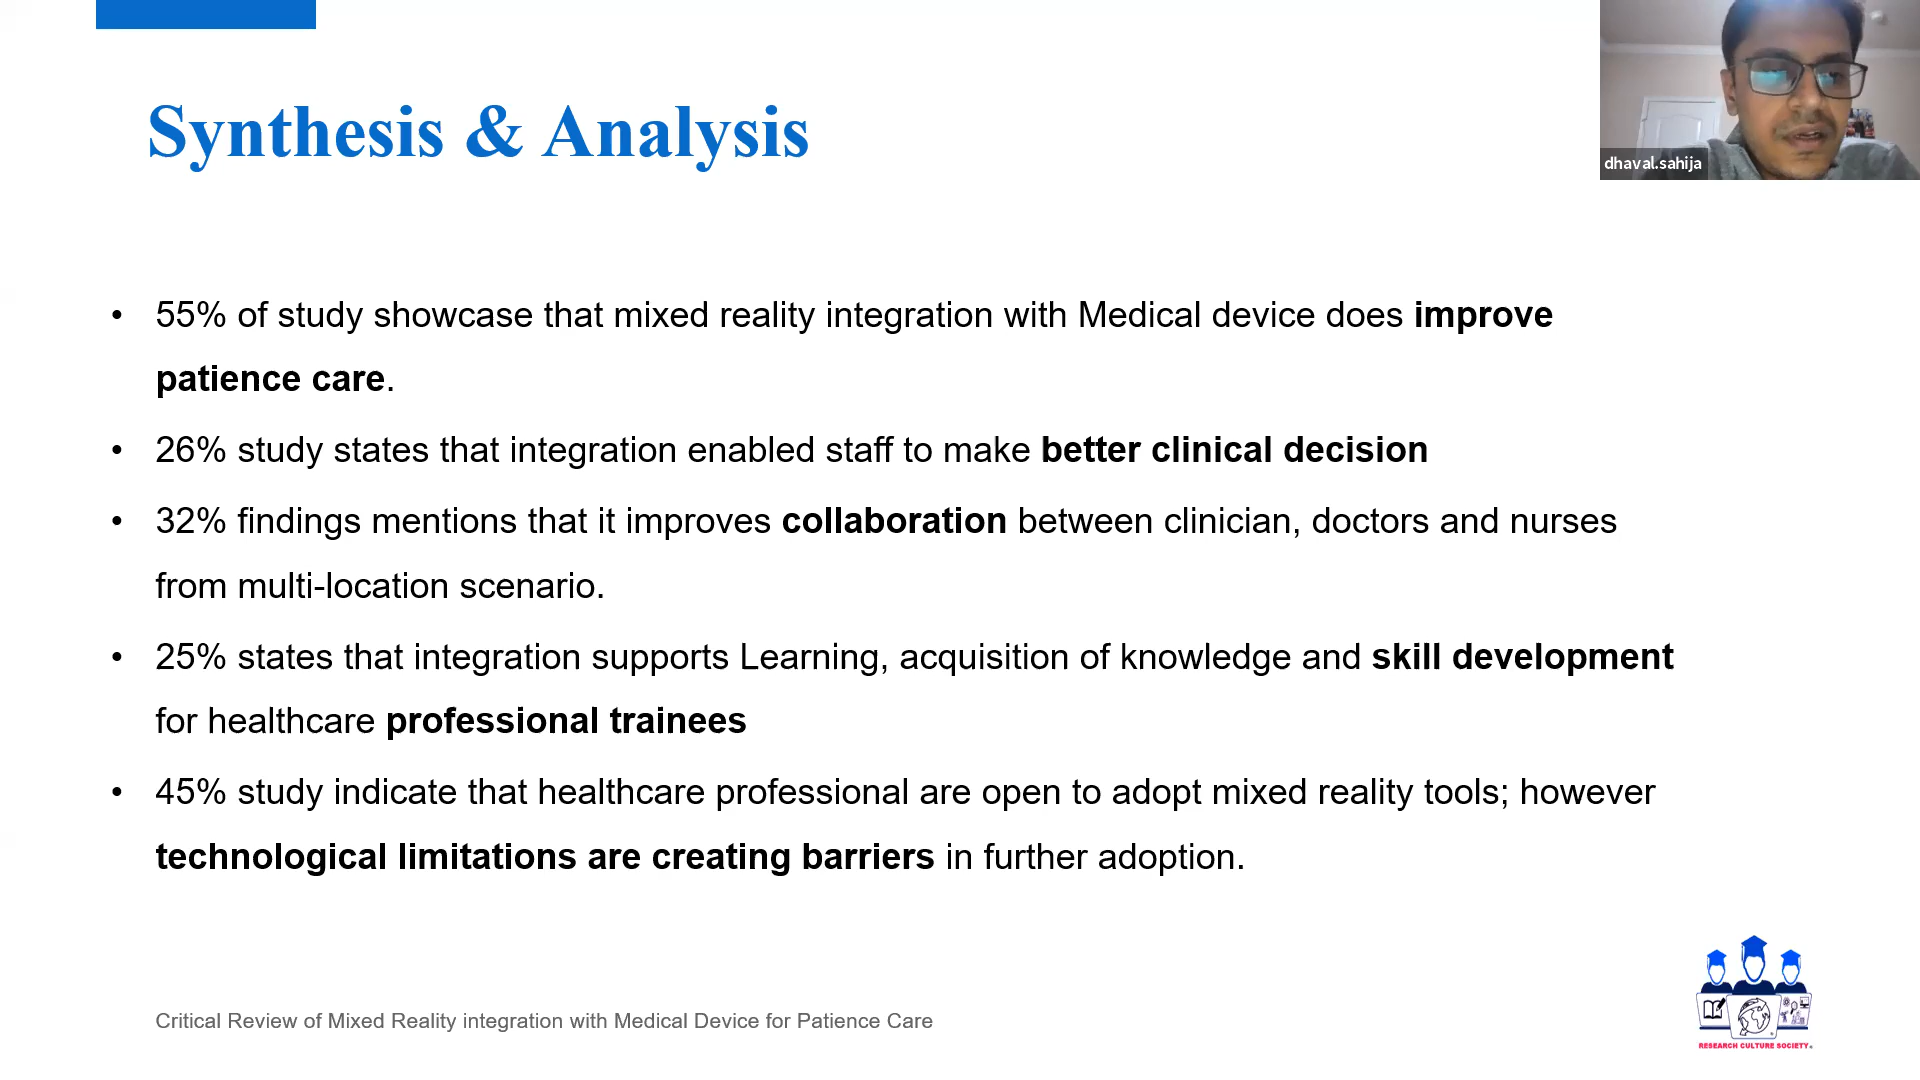 Synthesis & Analysis
dhaval.sahija
• 55% of study showcase that mixed reality integration with Medical device does improve
patience care.
• 26% study states that integration enabled staff to make better clinical decision
• 32% findings mentions that it improves collaboration between clinician, doctors and nurses
from multi-location scenario.
• 25% states that integration supports Learning, acquisition of knowledge and skill development
for healthcare professional trainees
• 45% study indicate that healthcare professional are open to adopt mixed reality tools; however
technological limitations are creating barriers in further adoption.
Critical Review of Mixed Reality integration with Medical Device for Patience Care
RESEARCH CULTURE SOCIETY